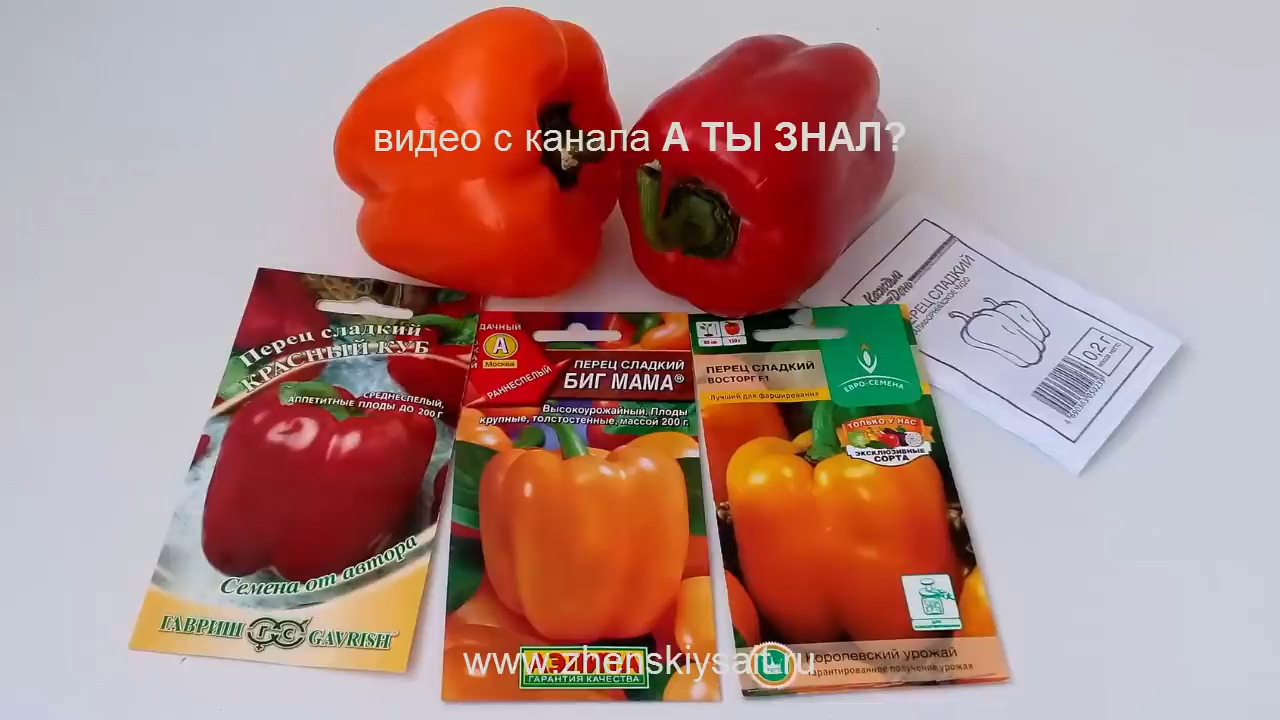 видео с канала А ТЫ ЗНАЛ?
Перец сладкий
КРАСНЫЙ КУБ
СРЕДНЕСПЕЛЫЙ,
АППЕТИТНЫЕ ПЛОДЫ ДО 200 Г
Семена от автора
ГАВРИШ ГС GAVRISH
ДАЧНЫЙ
А
Москва
РАННЕСПЕЛЫЙ
ПЕРЕЦ СЛАДКИЙ
БИГ МАМА®
Высокоурожайный. Плоды
крупные, толстостенные, массой 200 г.
ГАРАНТИЯ КАЧЕСТВА
ПЕРЕЦ СЛАДКИЙ
ВОСТОРГ F1
Лучший для фарширования
ЕВРО-СЕМЕНА
ТОЛЬКО У НАС
ЭКСКЛЮЗИВНЫЕ
СОРТА
королевский урожай
гарантированное получение урожая
ПЕРЕЦ СЛАДКИЙ
КАЛИФОРНИЙСКОЕ ЧУДО
0,2 г
www.zhenskiysait.ru